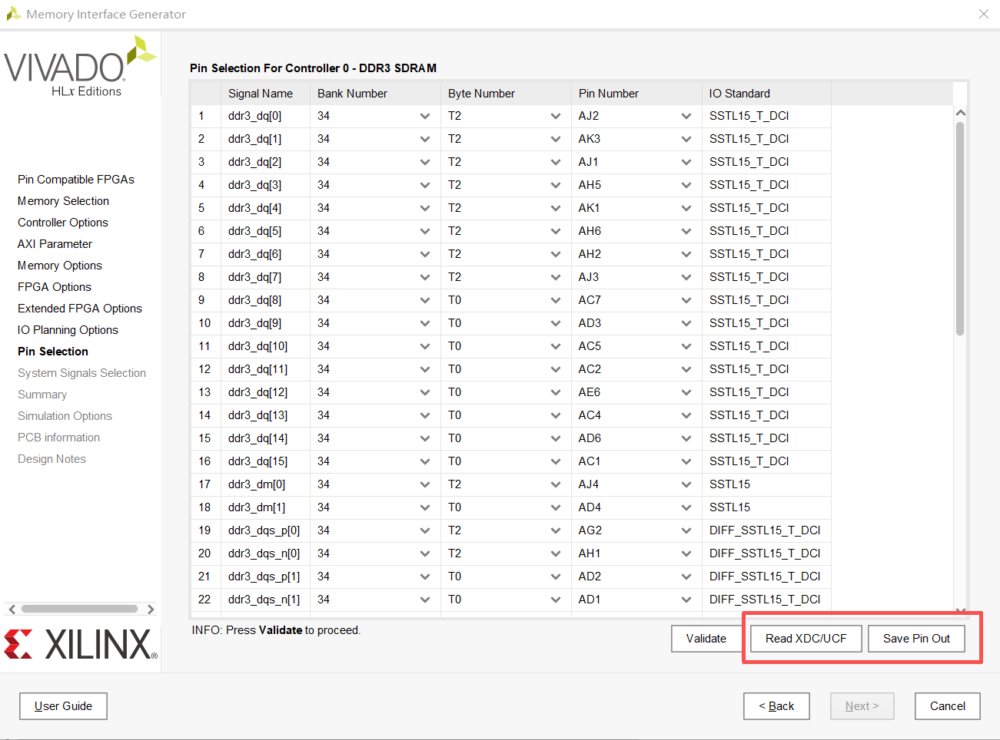 Memory Interface Generator
VIVADO.
HLx Editions
Pin Compatible FPGAs
Memory Selection
Controller Options
AXI Parameter
Memory Options
FPGA Options
Extended FPGA Options
IO Planning Options
Pin Selection
System Signals Selection
Summary
Simulation Options
PCB information
Design Notes
XILINX®
Pin Selection For Controller 0 - DDR3 SDRAM
Signal Name Bank Number Byte Number Pin Number IO Standard
1 ddr3_dq[0] 34 T2 AJ2 SSTL15_T_DCI
2 ddr3_dq[1] 34 T2 AK3 SSTL15_T_DCI
3 ddr3_dq[2] 34 T2 AJ1 SSTL15_T_DCI
4 ddr3_dq[3] 34 T2 AH5 SSTL15_T_DCI
5 ddr3_dq[4] 34 T2 AK1 SSTL15_T_DCI
6 ddr3_dq[5] 34 T2 AH6 SSTL15_T_DCI
7 ddr3_dq[6] 34 T2 AH2 SSTL15_T_DCI
8 ddr3_dq[7] 34 T2 AJ3 SSTL15_T_DCI
9 ddr3_dq[8] 34 T0 AC7 SSTL15_T_DCI
10 ddr3_dq[9] 34 T0 AD3 SSTL15_T_DCI
11 ddr3_dq[10] 34 T0 AC5 SSTL15_T_DCI
12 ddr3_dq[11] 34 T0 AC2 SSTL15_T_DCI
13 ddr3_dq[12] 34 T0 AE6 SSTL15_T_DCI
14 ddr3_dq[13] 34 T0 AC4 SSTL15_T_DCI
15 ddr3_dq[14] 34 T0 AD6 SSTL15_T_DCI
16 ddr3_dq[15] 34 T0 AC1 SSTL15_T_DCI
17 ddr3_dm[0] 34 T2 AJ4 SSTL15
18 ddr3_dm[1] 34 T0 AD4 SSTL15
19 ddr3_dqs_p[0] 34 T2 AG2 DIFF_SSTL15_T_DCI
20 ddr3_dqs_n[0] 34 T2 AH1 DIFF_SSTL15_T_DCI
21 ddr3_dqs_p[1] 34 T0 AD2 DIFF_SSTL15_T_DCI
22 ddr3_dqs_n[1] 34 T0 AD1 DIFF_SSTL15_T_DCI
INFO: Press Validate to proceed.
Validate Read XDC/UCF Save Pin Out
User Guide < Back Next > Cancel